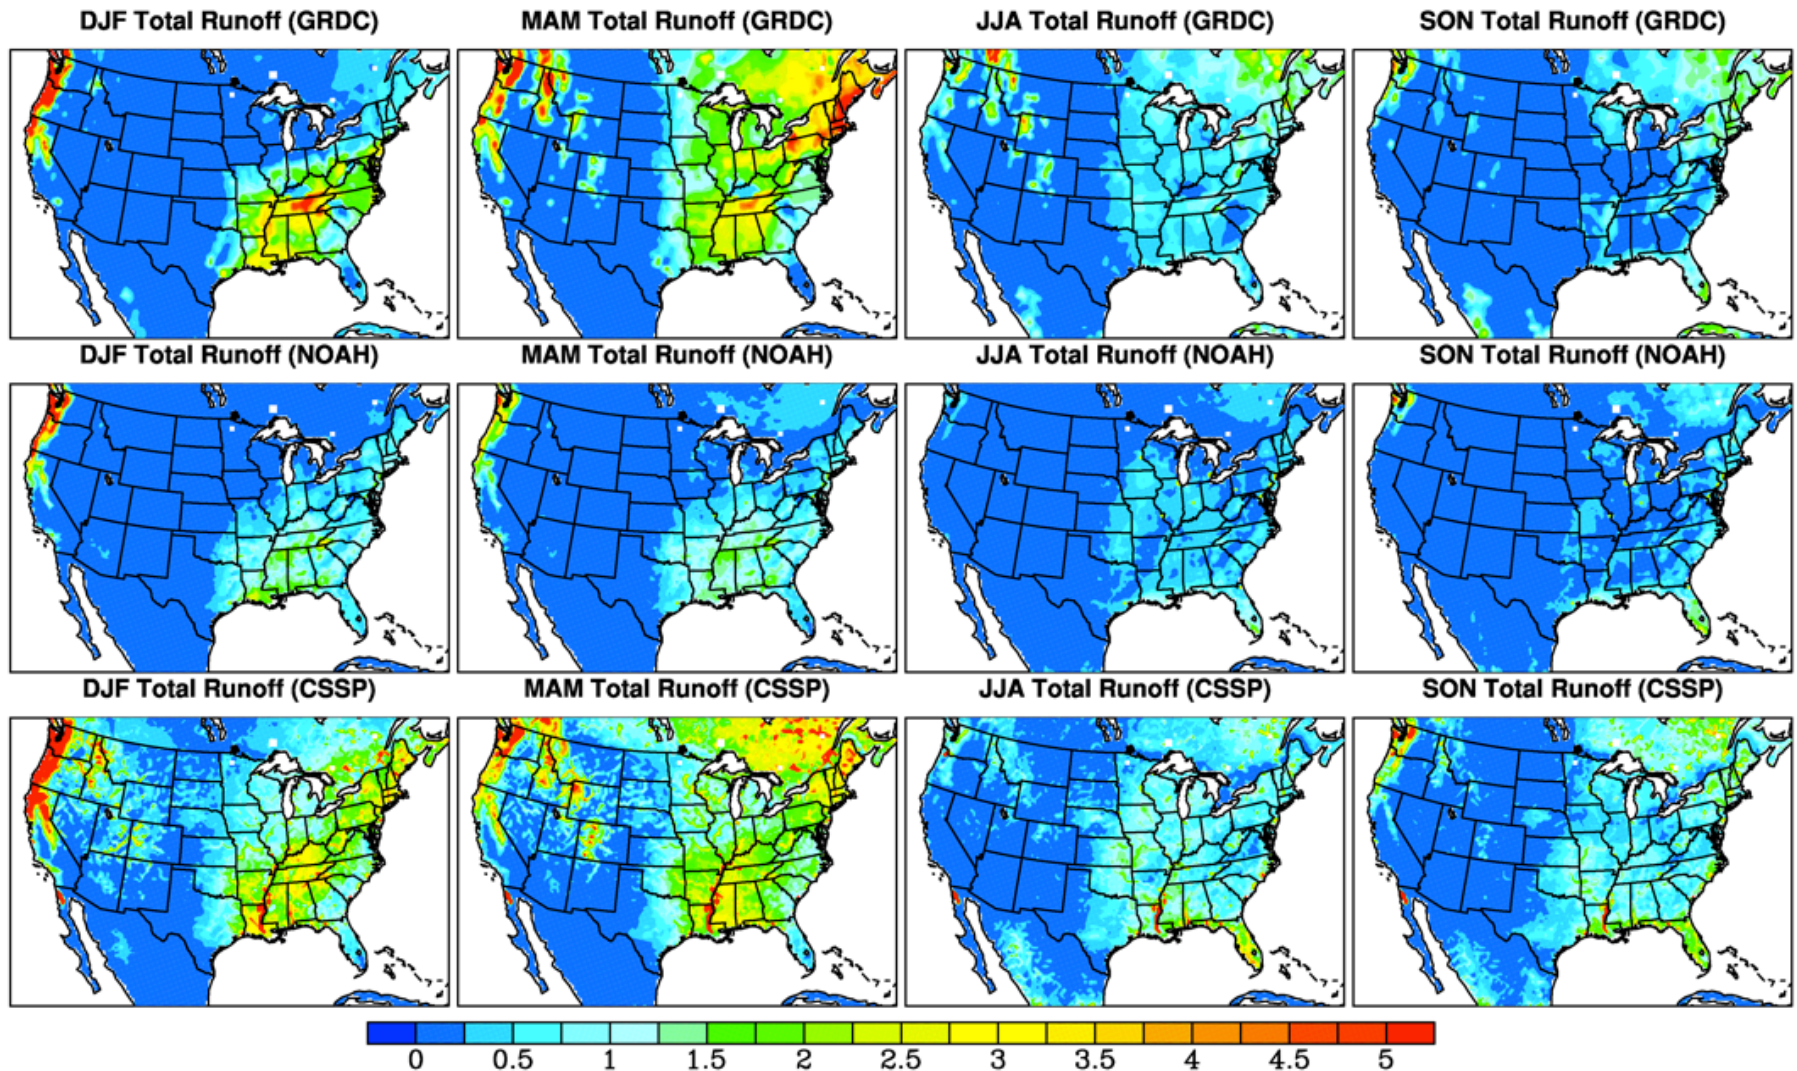 DJF Total Runoff (GRDC) MAM Total Runoff (GRDC) JJA Total Runoff (GRDC) SON Total Runoff (GRDC)
DJF Total Runoff (NOAH) MAM Total Runoff (NOAH) JJA Total Runoff (NOAH) SON Total Runoff (NOAH)
DJF Total Runoff (CSSP) MAM Total Runoff (CSSP) JJA Total Runoff (CSSP) SON Total Runoff (CSSP)
0 0.5 1 1.5 2 2.5 3 3.5 4 4.5 5